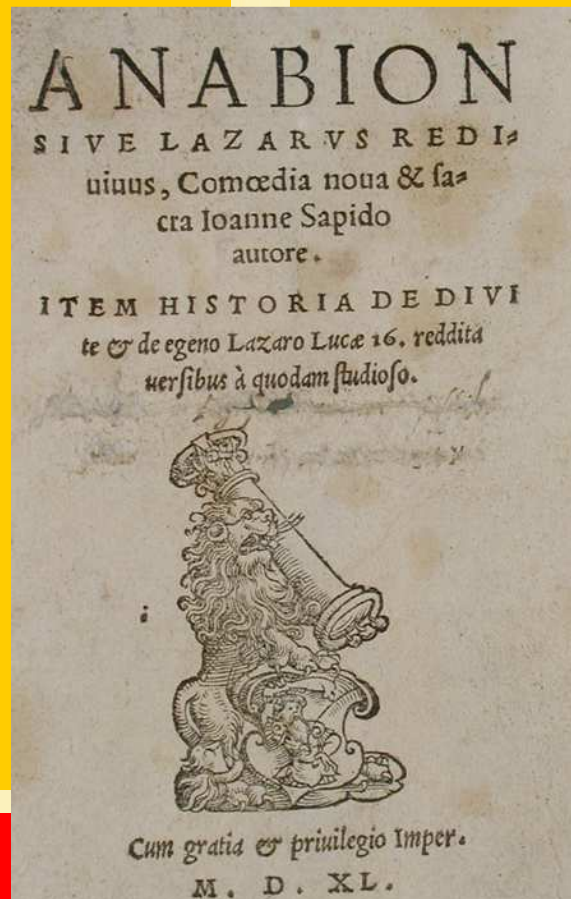 ANABION
SIVE LAZARVS REDI⸗
uiuus, Comœdia noua & ſa⸗
cra Ioanne Sapido
autore.
ITEM HISTORIA DE DIVI
te & de egeno Lazaro Lucæ 16. reddita
uerſibus à quodam ſtudioſo.
Cum gratia & priuilegio Imper.
M. D. XL.